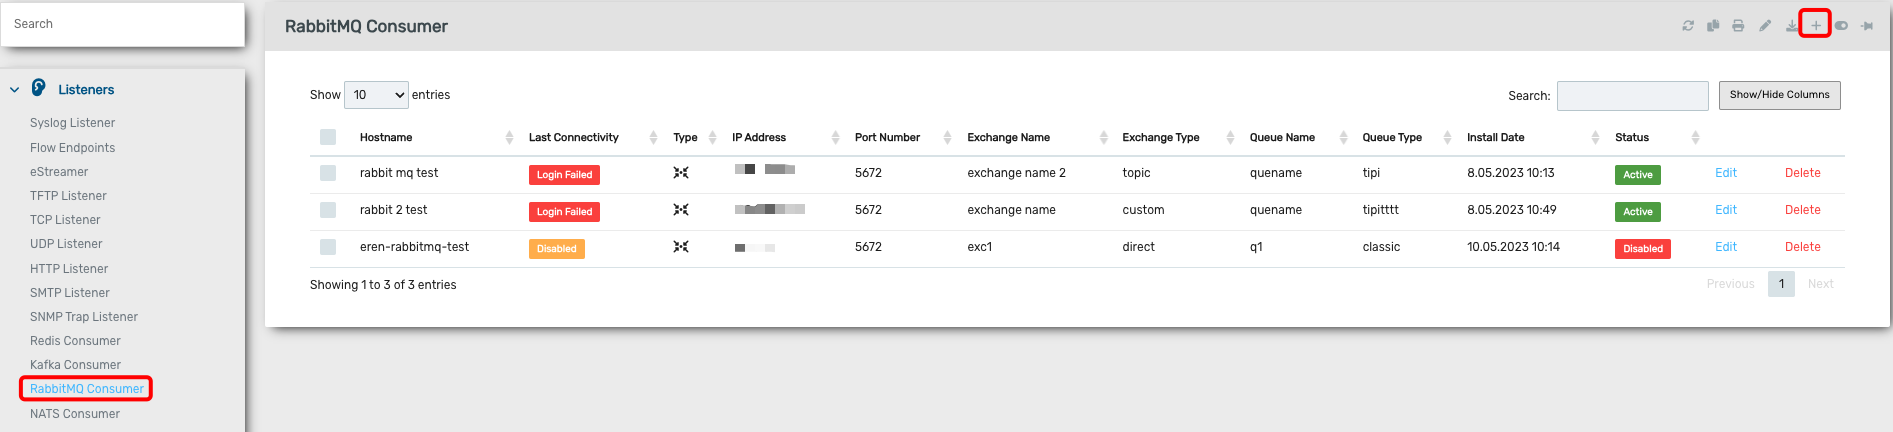 Search
Listeners
Syslog Listener
Flow Endpoints
eStreamer
TFTP Listener
TCP Listener
UDP Listener
HTTP Listener
SMTP Listener
SNMP Trap Listener
Redis Consumer
Kafka Consumer
RabbitMQ Consumer
NATS Consumer
RabbitMQ Consumer
Show 10 entries Search: Show/Hide Columns
Hostname Last Connectivity Type IP Address Port Number Exchange Name Exchange Type Queue Name Queue Type Install Date Status
rabbit mq test Login Failed 5672 exchange name 2 topic quename tipi 8.05.2023 10:13 Active Edit Delete
rabbit 2 test Login Failed 5672 exchange name custom quename tipitttt 8.05.2023 10:49 Active Edit Delete
eren-rabbitmq-test Disabled 5672 exc1 direct q1 classic 10.05.2023 10:14 Disabled Edit Delete
Showing 1 to 3 of 3 entries Previous 1 Next